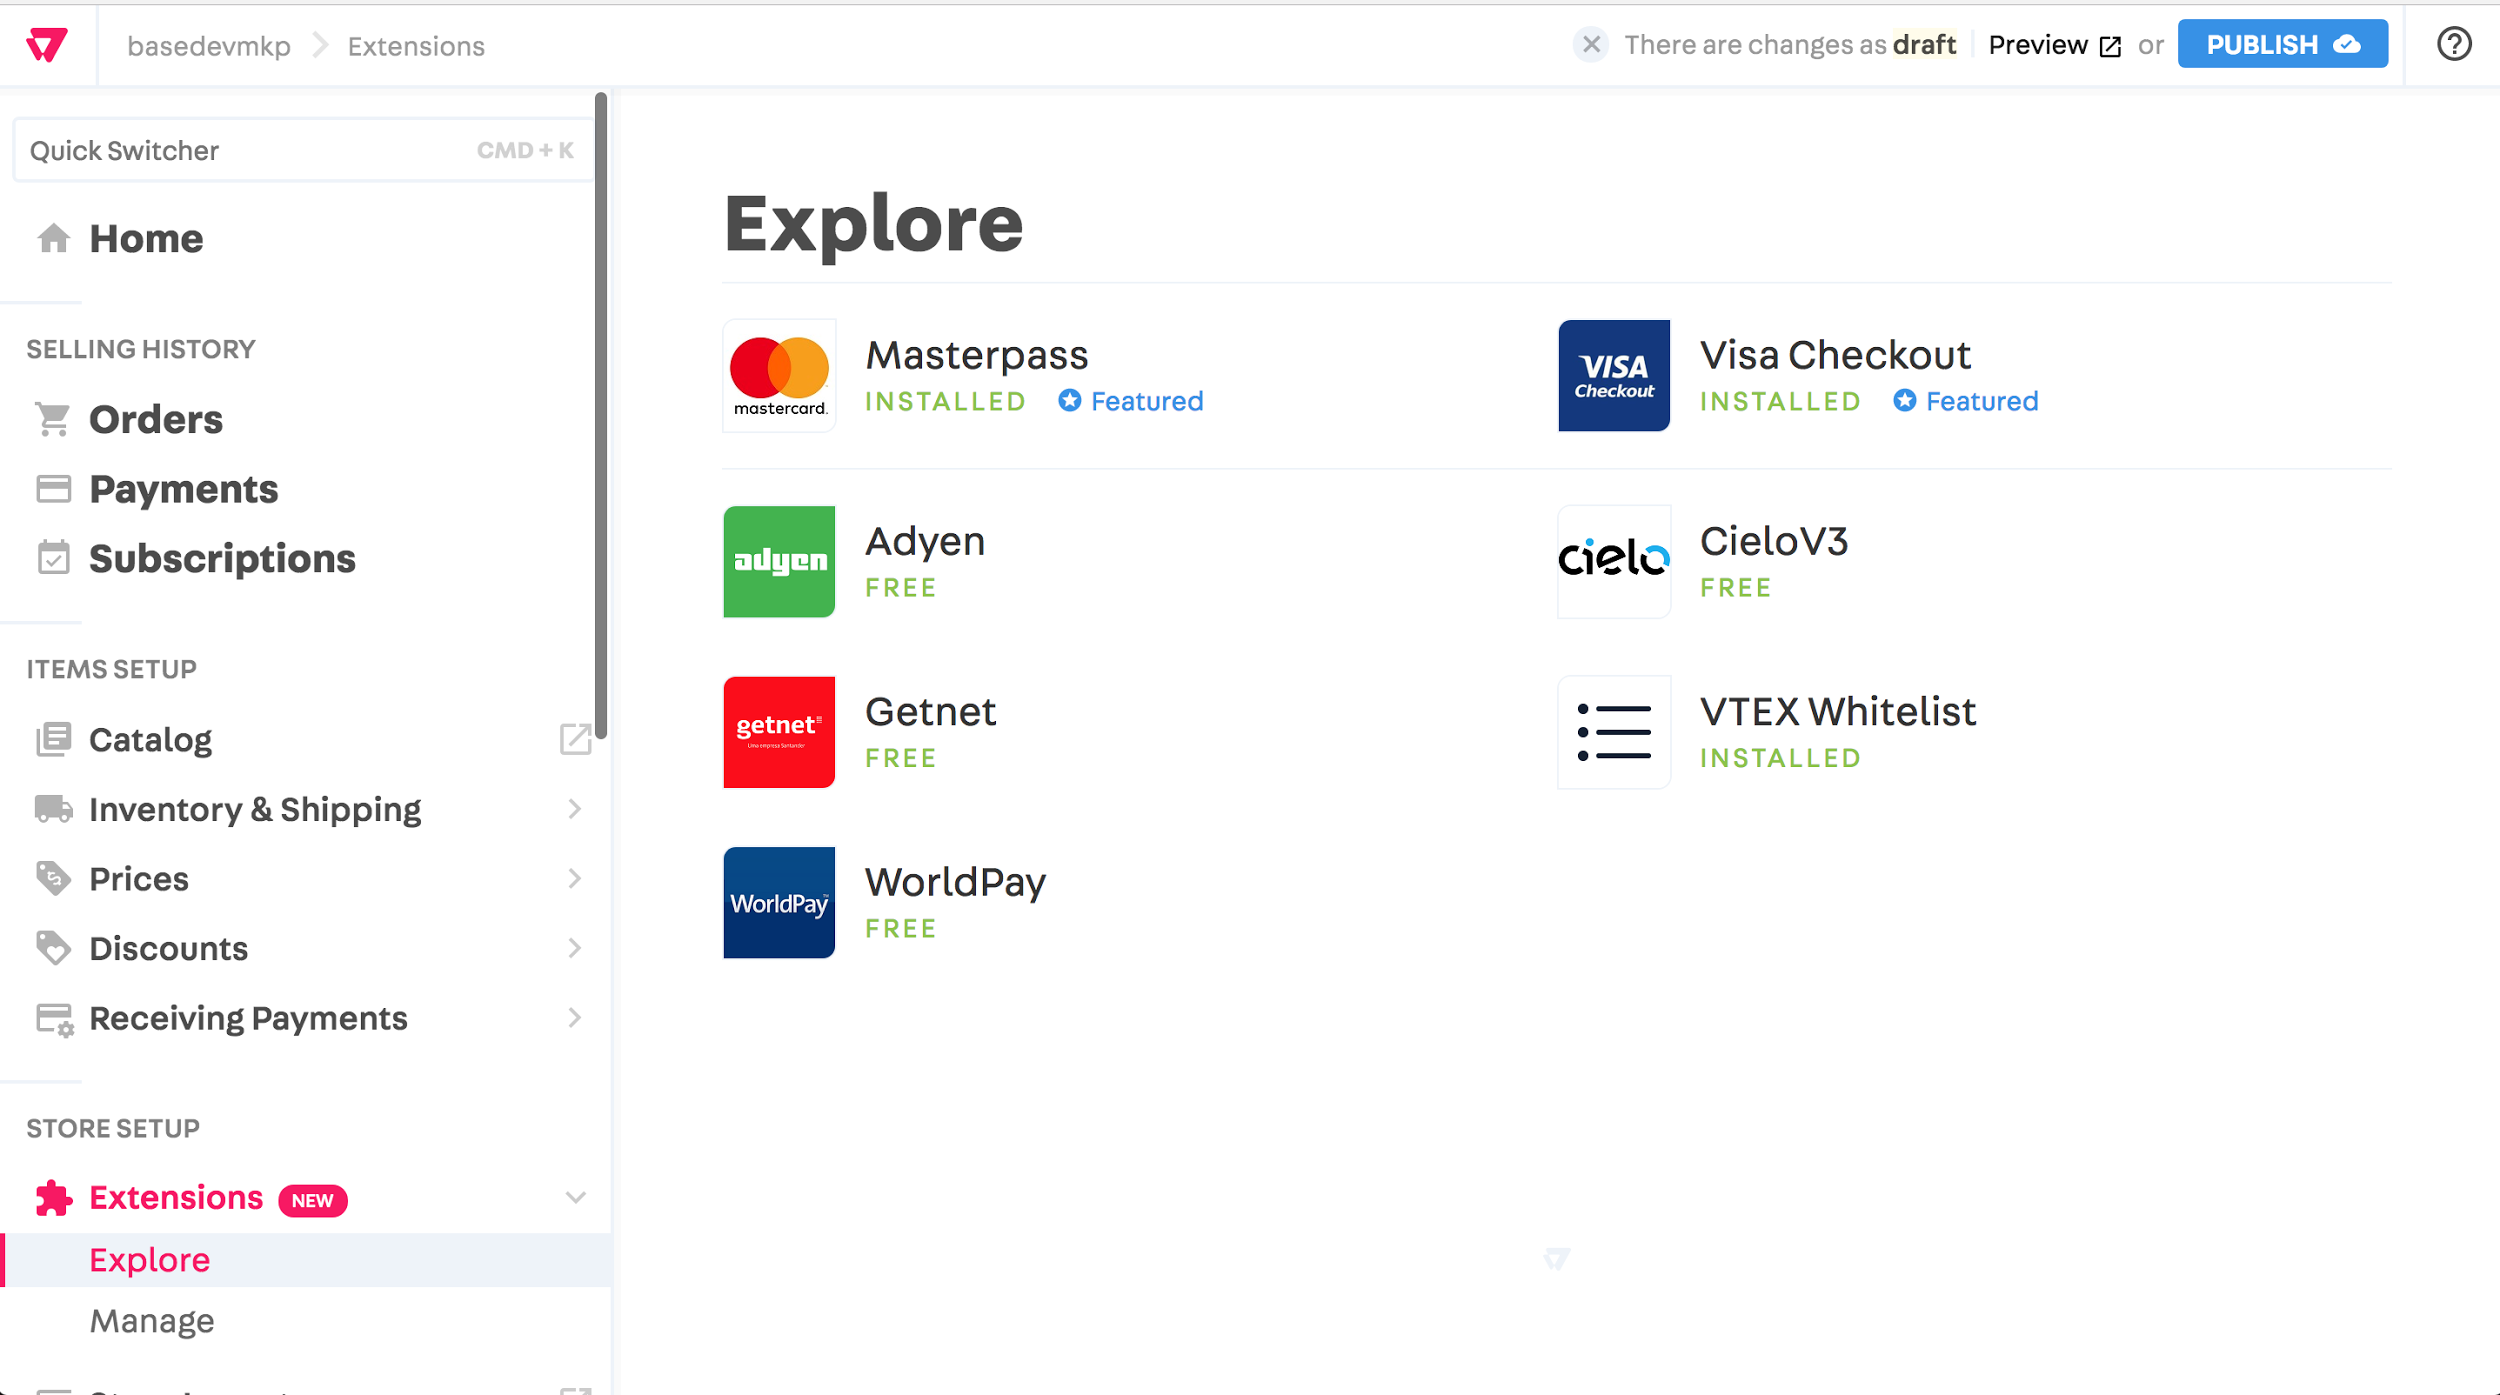 basedevmkp
Extensions
There are changes as draft
Preview
or
PUBLISH
Quick Switcher
CMD + K
Home
SELLING HISTORY
Orders
Payments
Subscriptions
ITEMS SETUP
Catalog
Inventory & Shipping
Prices
Discounts
Receiving Payments
STORE SETUP
Extensions
NEW
Explore
Manage
Explore
mastercard.
Masterpass
INSTALLED
Featured
VISA
Checkout
Visa Checkout
INSTALLED
Featured
adyen
Adyen
FREE
cielo
CieloV3
FREE
getnet
Uma empresa Santander
Getnet
FREE
VTEX Whitelist
INSTALLED
WorldPay
WorldPay
FREE